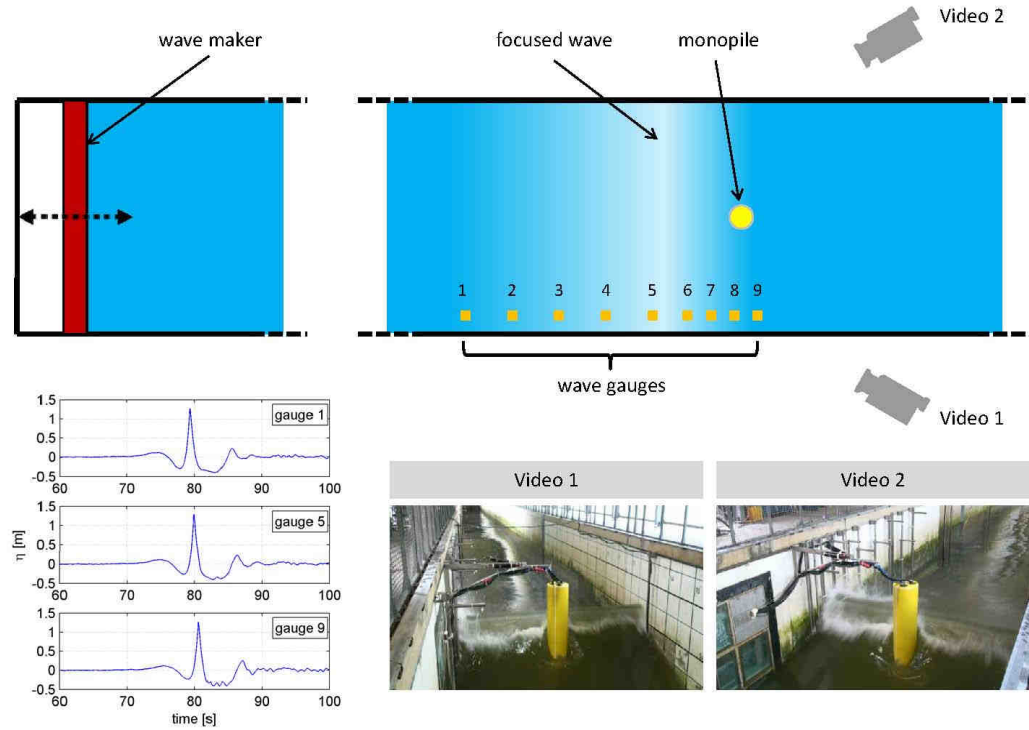 Video 2
wave maker
focused wave
monopile
1 2 3 4 5 6 7 8 9
wave gauges
Video 1
1.5
1
0.5
0
-0.5
gauge 1
60 70 80 90 100
1.5
1
0.5
0
-0.5
gauge 5
η [m]
60 70 80 90 100
1.5
1
0.5
0
-0.5
gauge 9
60 70 80 90 100
time [s]
Video 1
Video 2